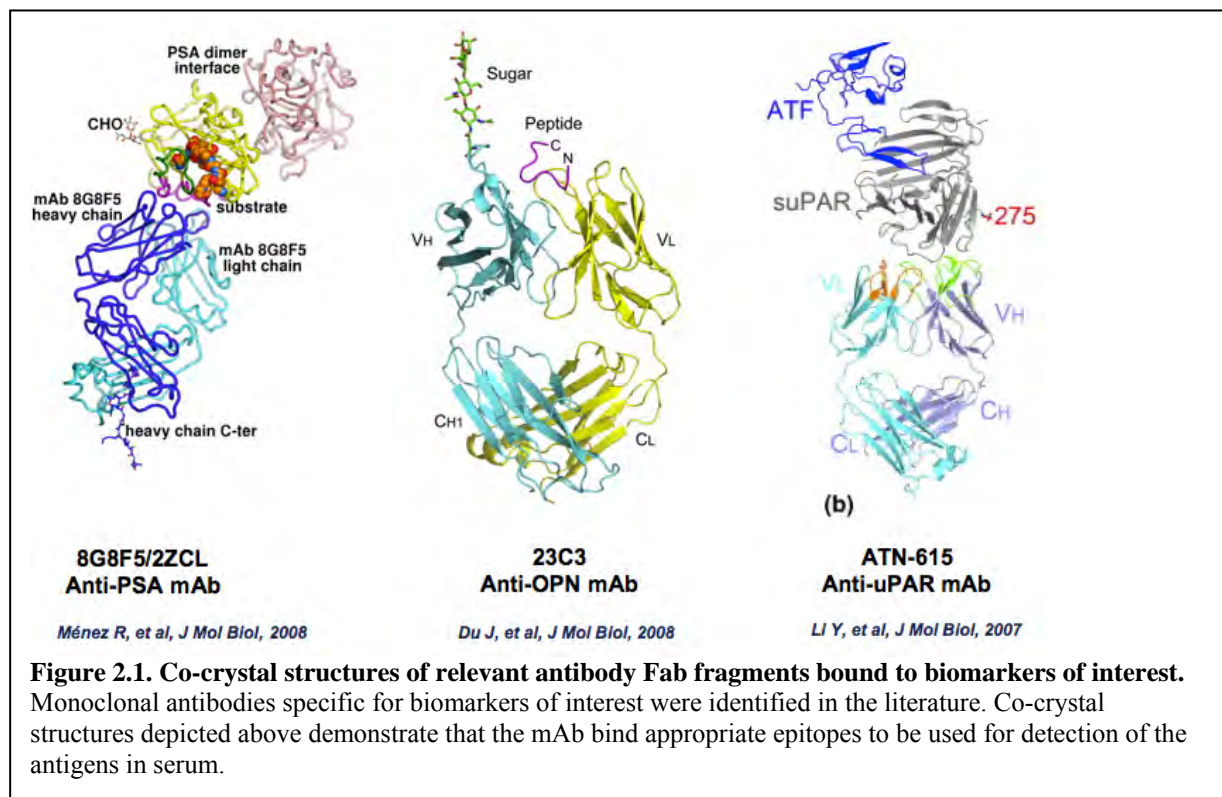 PSA dimer
interface
CHO
mAb 8G8F5
heavy chain
substrate
mAb 8G8F5
light chain
heavy chain C-ter
Sugar
Peptide
C
N
VH
VL
CH1
CL
ATF
suPAR
275
VL
VH
CH
CL
(b)
8G8F5/2ZCL
Anti-PSA mAb
Ménez R, et al, J Mol Biol, 2008
23C3
Anti-OPN mAb
Du J, et al, J Mol Biol, 2008
ATN-615
Anti-uPAR mAb
Li Y, et al, J Mol Biol, 2007
Figure 2.1. Co-crystal structures of relevant antibody Fab fragments bound to biomarkers of interest.
Monoclonal antibodies specific for biomarkers of interest were identified in the literature. Co-crystal
structures depicted above demonstrate that the mAb bind appropriate epitopes to be used for detection of the
antigens in serum.